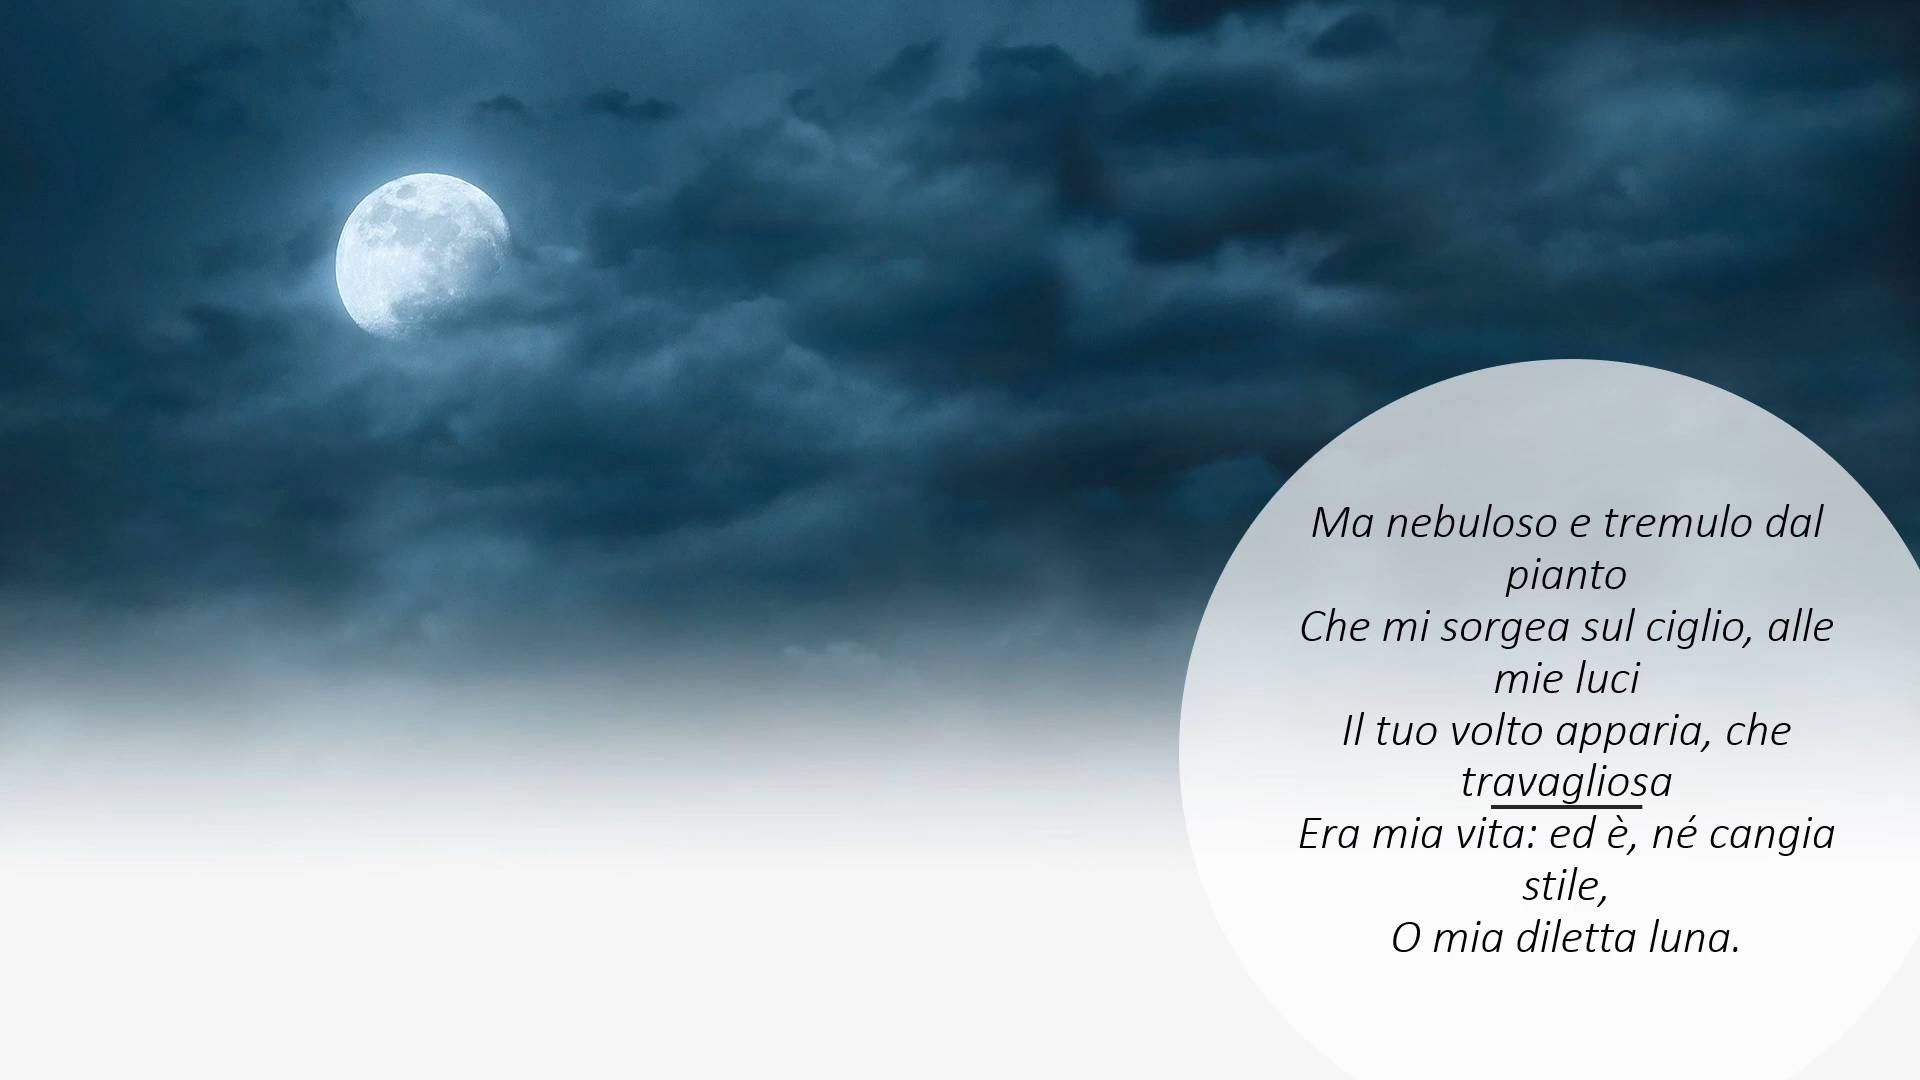 Ma nebuloso e tremulo dal
pianto
Che mi sorgea sul ciglio, alle
mie luci
Il tuo volto apparia, che
travagliosa
Era mia vita: ed è, né cangia
stile,
O mia diletta luna.